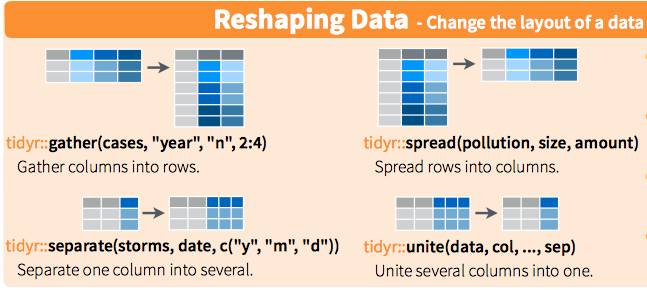 Reshaping Data - Change the layout of a data
tidyr::gather(cases, "year", "n", 2:4)
Gather columns into rows.
tidyr::spread(pollution, size, amount)
Spread rows into columns.
tidyr::separate(storms, date, c("y", "m", "d"))
Separate one column into several.
tidyr::unite(data, col, ..., sep)
Unite several columns into one.